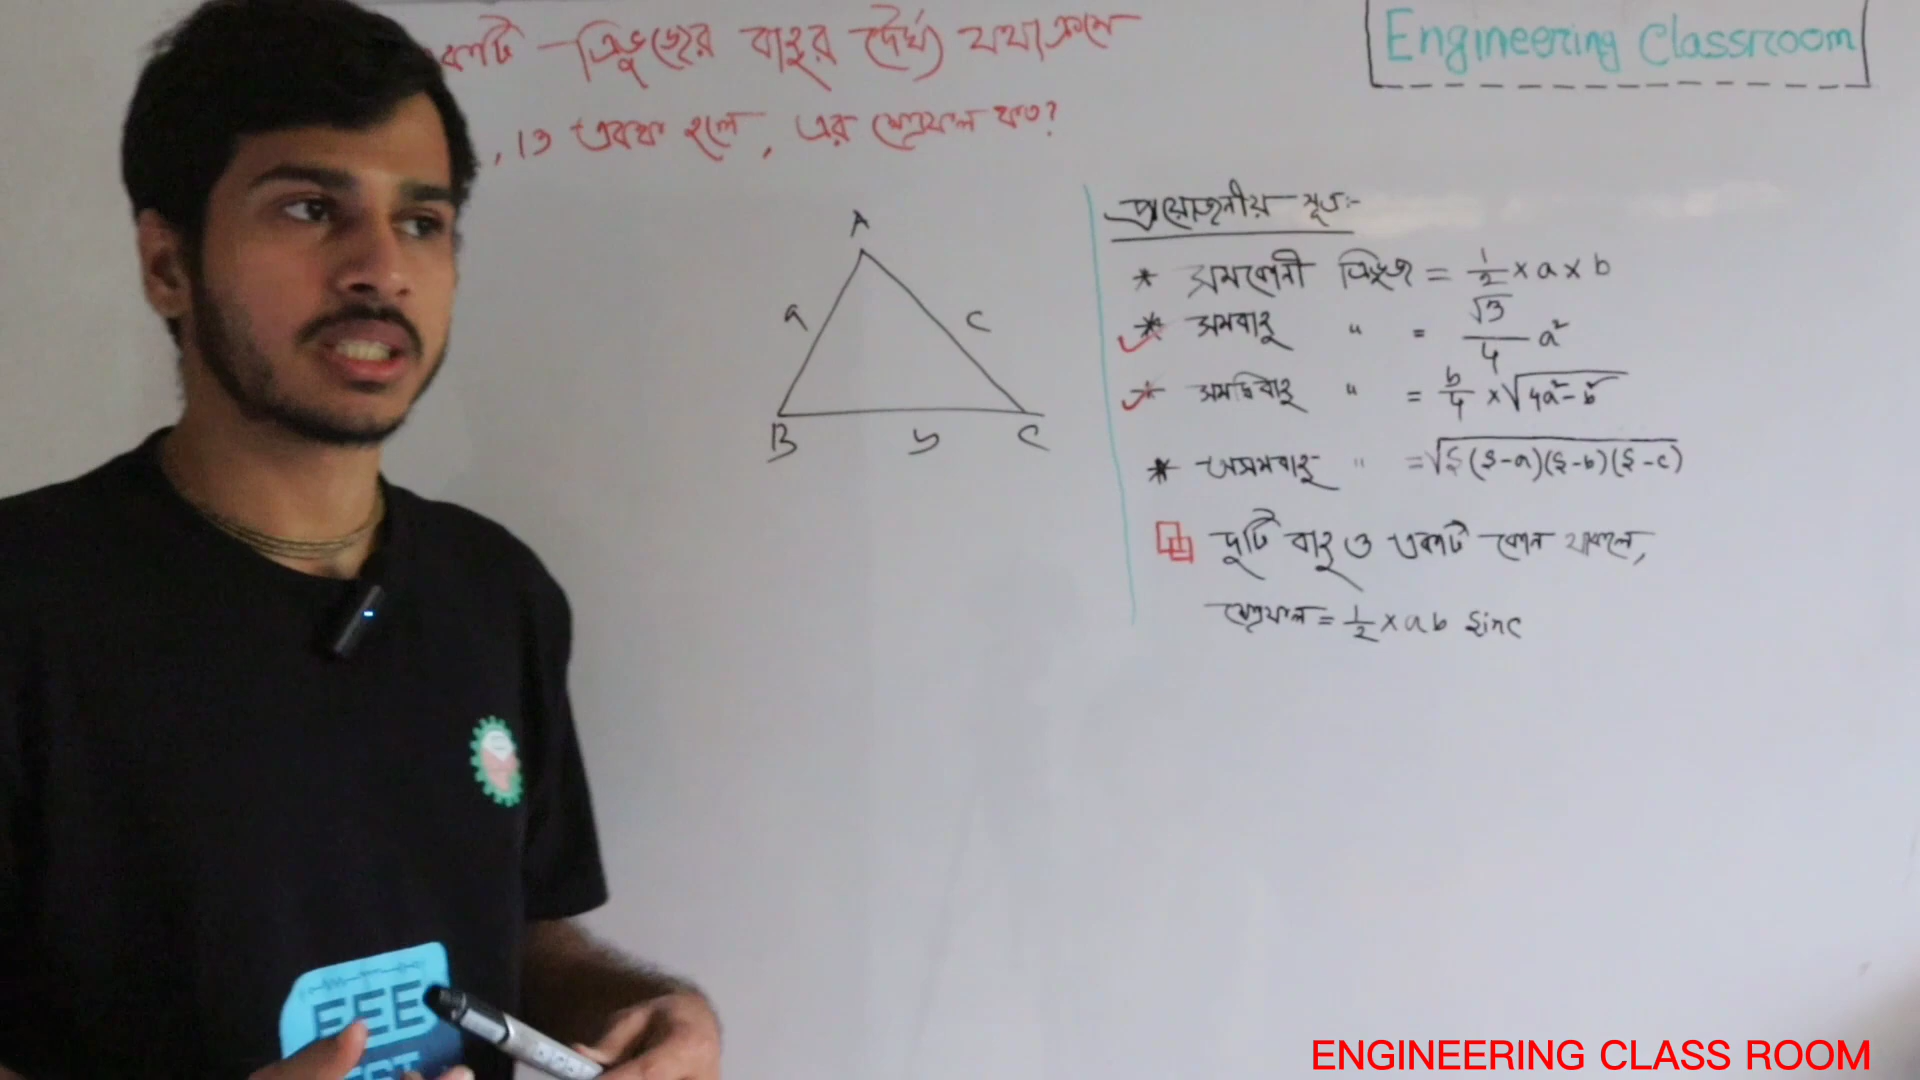 একটি ত্রিভুজের বাহুর দৈর্ঘ্য যথাক্রমে
, 13 একক হলে, এর ক্ষেত্রফল কত?
Engineering Classroom
প্রয়োজনীয় সূত্র:-
* সমকোনী ত্রিভুজ = 1/2 × a × b
* সমবাহু " = √3/4 a²
* সমদ্বিবাহু " = b/4 × √(4a²-b²)
* অসমবাহু " = √(s(s-a)(s-b)(s-c))
দুটি বাহু ও একটি কোন থাকলে,
ক্ষেত্রফল = 1/2 × ab sinc
A
a
c
B
b
C
EEE
ENGINEERING CLASS ROOM